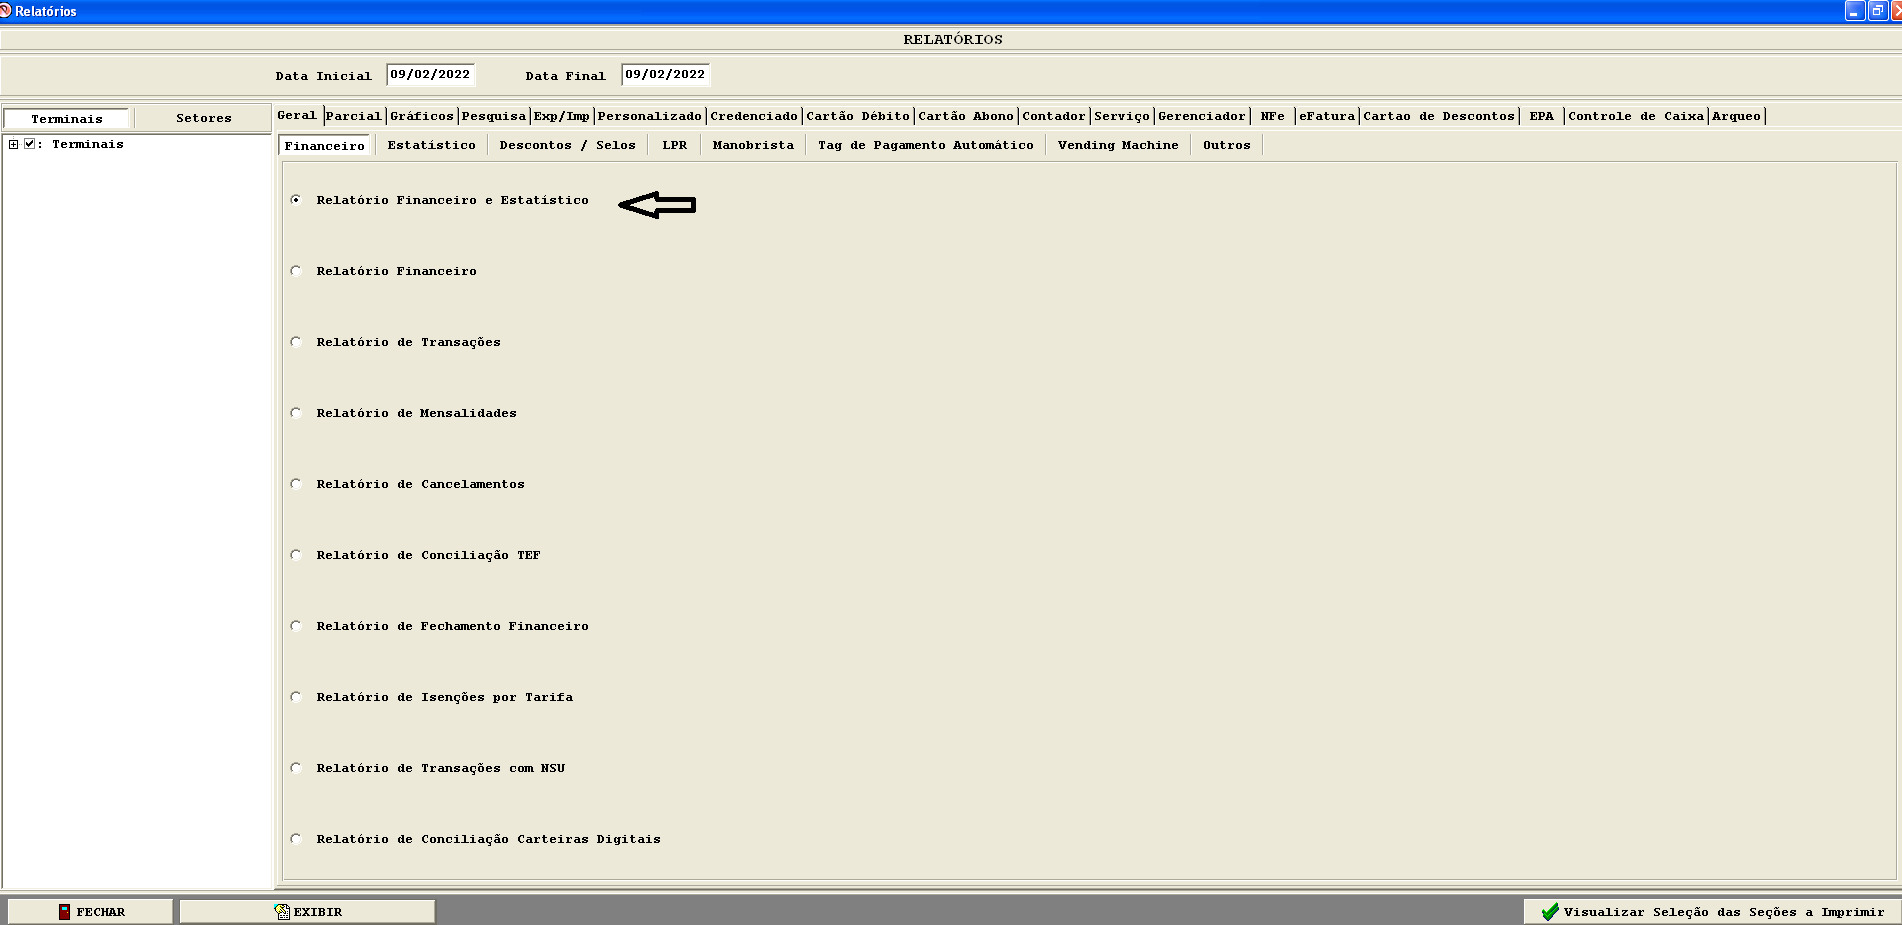 Relatórios
RELATÓRIOS
Data Inicial 09/02/2022 Data Final 09/02/2022
Terminais Setores
: Terminais
Geral Parcial Gráficos Pesquisa Exp/Imp Personalizado Credenciado Cartão Débito Cartão Abono Contador Serviço Gerenciador NFe eFatura Cartao de Descontos EPA Controle de Caixa Arqueo
Financeiro Estatístico Descontos / Selos LPR Manobrista Tag de Pagamento Automático Vending Machine Outros
Relatório Financeiro e Estatístico
Relatório Financeiro
Relatório de Transações
Relatório de Mensalidades
Relatório de Cancelamentos
Relatório de Conciliação TEF
Relatório de Fechamento Financeiro
Relatório de Isenções por Tarifa
Relatório de Transações com NSU
Relatório de Conciliação Carteiras Digitais
FECHAR EXIBIR Visualizar Seleção das Seções a Imprimir